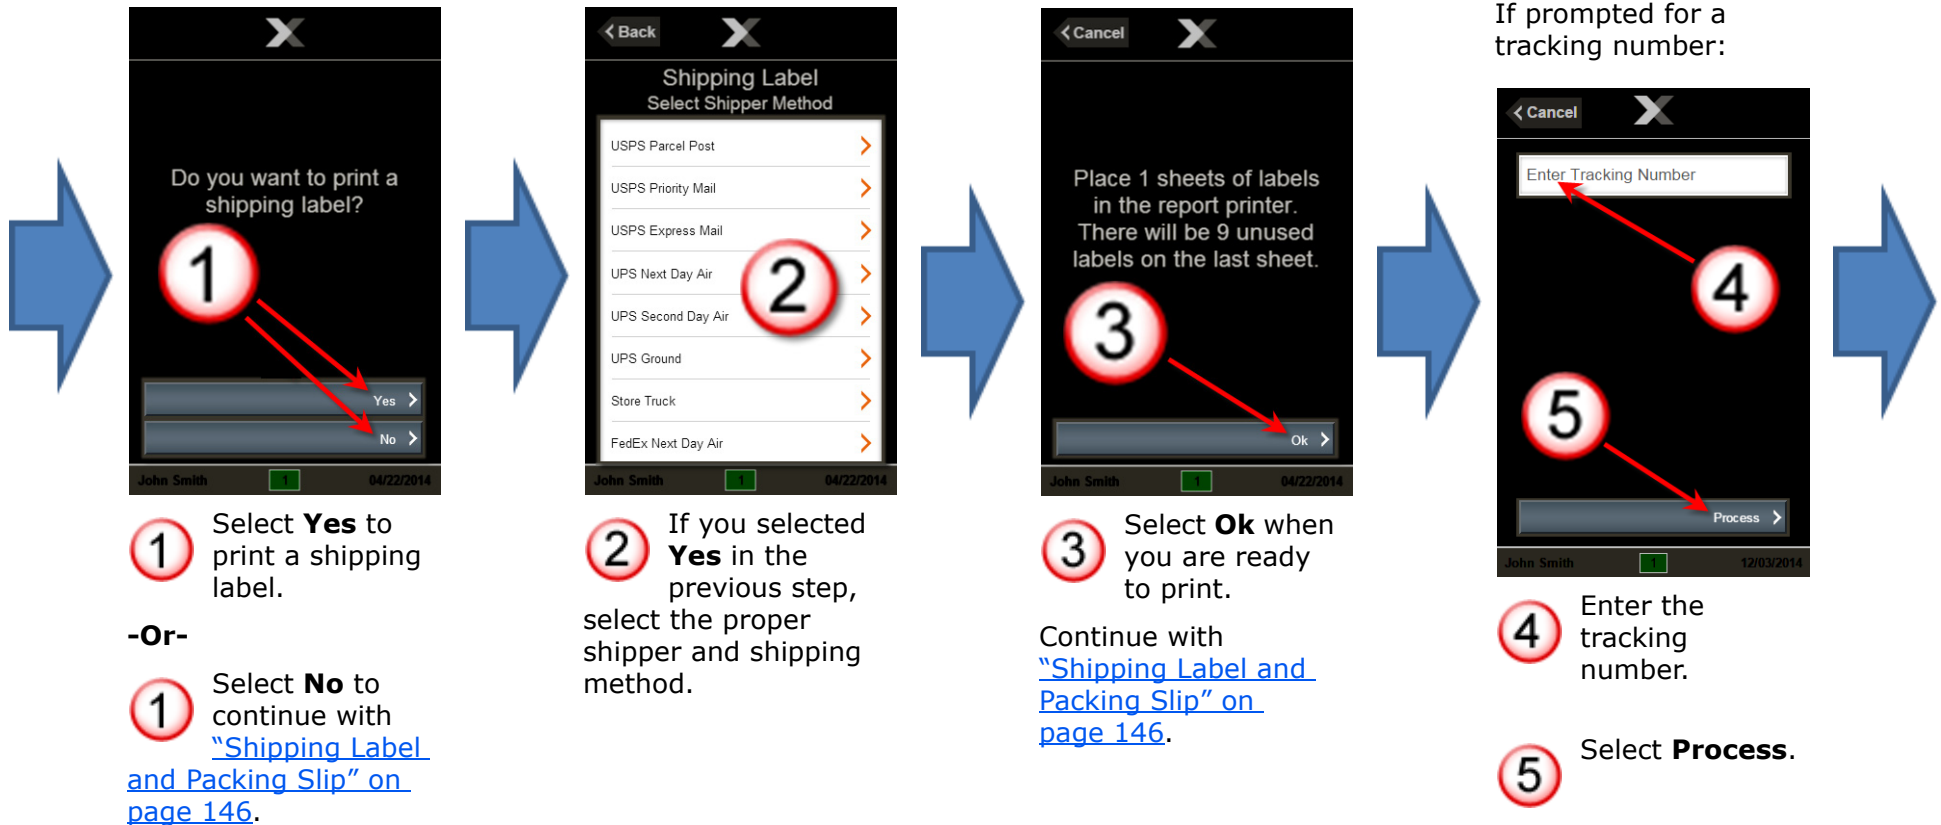 Do you want to print a
shipping label?
1
Yes
No
John Smith
1
04/22/2014
1
Select Yes to
print a shipping
label.
-Or-
1
Select No to
continue with
“Shipping Label
and Packing Slip” on
page 146.
Back
Shipping Label
Select Shipper Method
USPS Parcel Post
USPS Priority Mail
USPS Express Mail
UPS Next Day Air
2
UPS Second Day Air
UPS Ground
Store Truck
FedEx Next Day Air
John Smith
1
04/22/2014
2
If you selected
Yes in the
previous step,
select the proper
shipper and shipping
method.
Cancel
Place 1 sheets of labels
in the report printer.
There will be 9 unused
labels on the last sheet.
3
Ok
John Smith
1
04/22/2014
3
Select Ok when
you are ready
to print.
Continue with
“Shipping Label and
Packing Slip” on
page 146.
If prompted for a
tracking number:
Cancel
Enter Tracking Number
4
5
Process
John Smith
1
12/03/2014
4
Enter the
tracking
number.
5
Select Process.